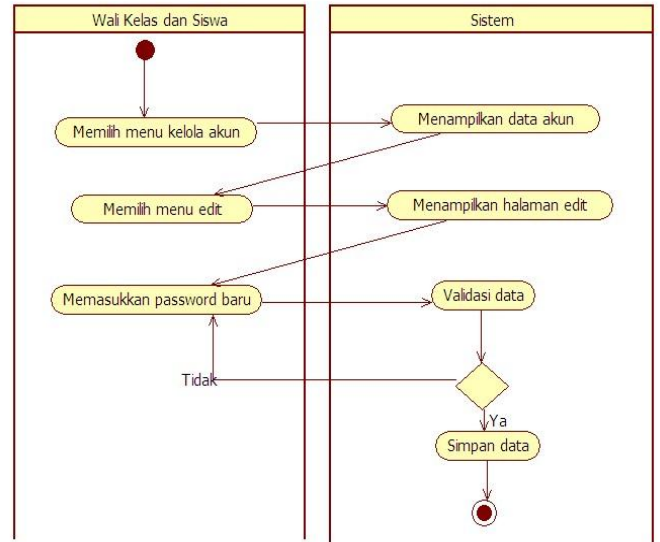 Wali Kelas dan Siswa
Sistem
Memilih menu kelola akun
Menampilkan data akun
Memilih menu edit
Menampilkan halaman edit
Memasukkan password baru
Validasi data
Tidak
Ya
Simpan data